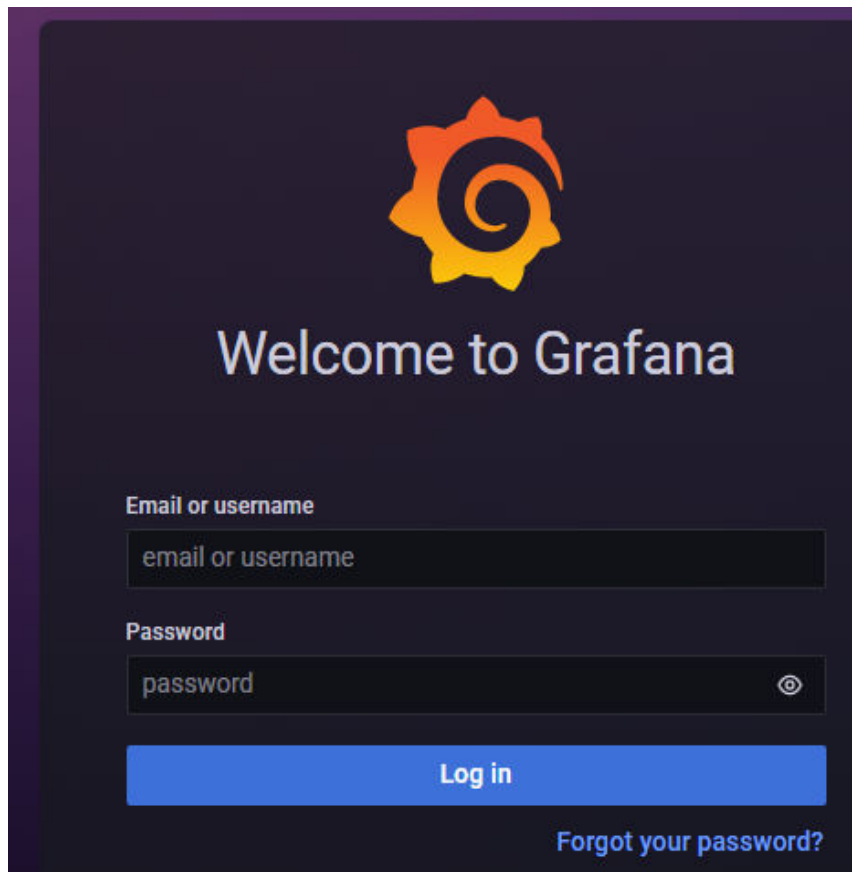 Welcome to Grafana
Email or username
email or username
Password
password
Log in
Forgot your password?